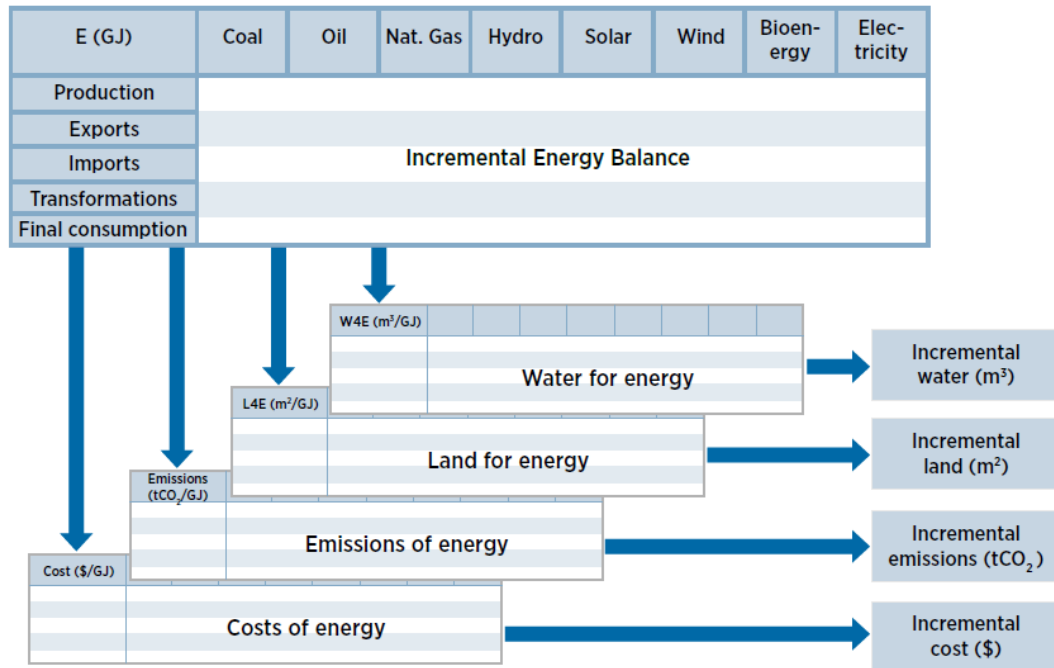 E (GJ)
Coal
Oil
Nat. Gas
Hydro
Solar
Wind
Bioen-
ergy
Elec-
tricity
Production
Exports
Imports
Transformations
Final consumption
Incremental Energy Balance
W4E (m³/GJ)
Water for energy
Incremental
water (m³)
L4E (m²/GJ)
Land for energy
Incremental
land (m²)
Emissions
(tCO₂/GJ)
Emissions of energy
Incremental
emissions (tCO₂)
Cost ($/GJ)
Costs of energy
Incremental
cost ($)